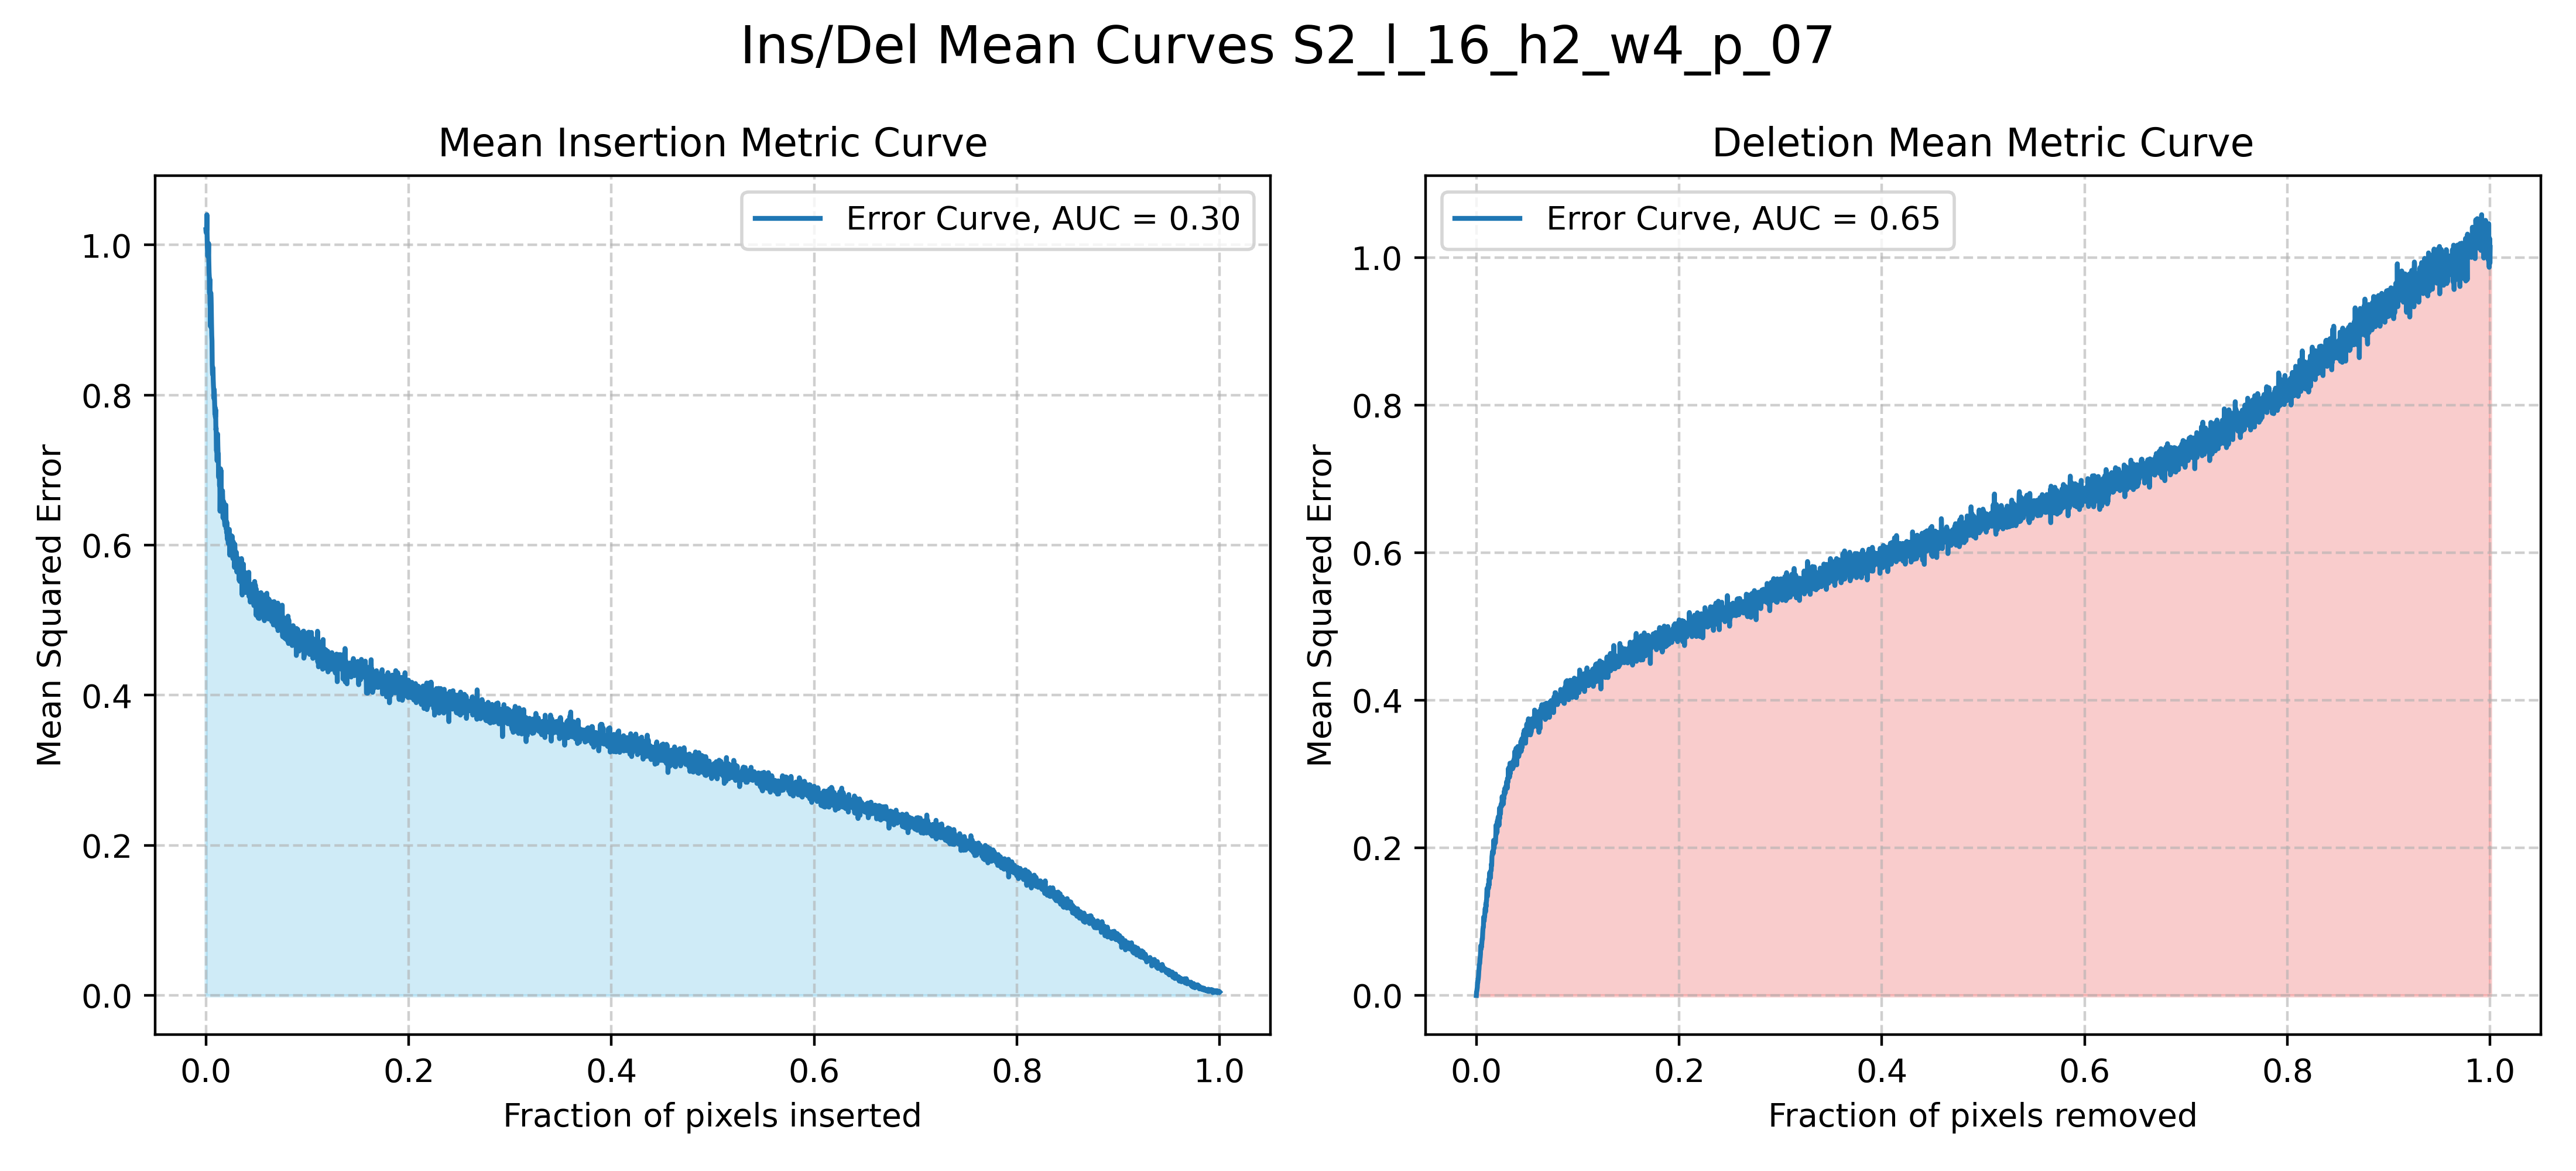 Ins/Del Mean Curves S2_l_16_h2_w4_p_07
Mean Insertion Metric Curve
Error Curve, AUC = 0.30
Mean Squared Error
1.0
0.8
0.6
0.4
0.2
0.0
0.0 0.2 0.4 0.6 0.8 1.0
Fraction of pixels inserted
Deletion Mean Metric Curve
Error Curve, AUC = 0.65
Mean Squared Error
1.0
0.8
0.6
0.4
0.2
0.0
0.0 0.2 0.4 0.6 0.8 1.0
Fraction of pixels removed